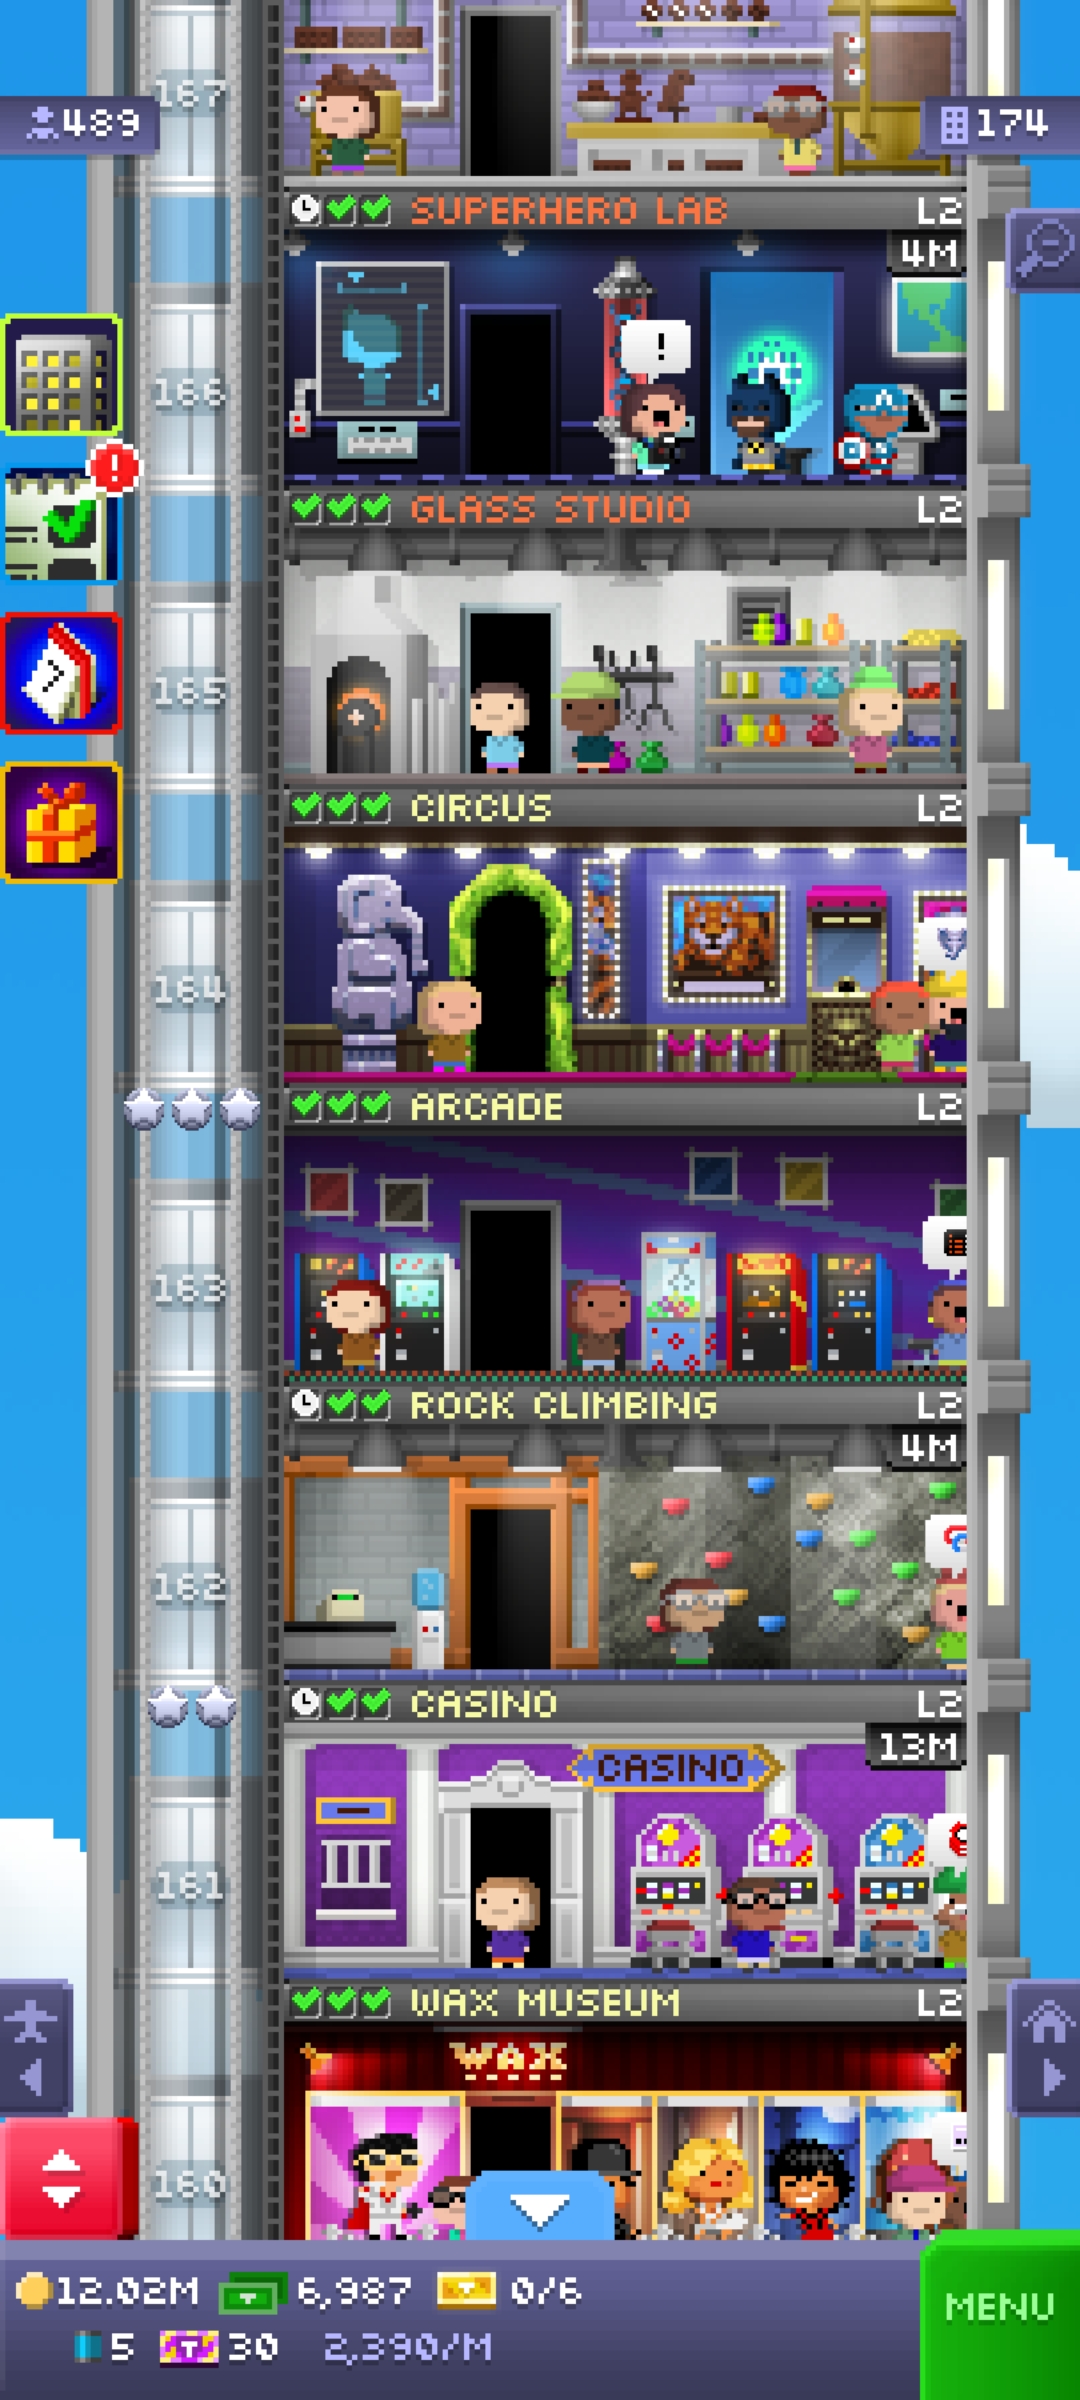 167
489
174
SUPERHERO LAB L2
4M
!
166
GLASS STUDIO L2
165
CIRCUS L2
164
ARCADE L2
163
ROCK CLIMBING L2
4M
162
CASINO L2
13M
CASINO
161
WAX MUSEUM L2
WAX
160
12.02M 6,987 0/6
5 30 2,390/M
MENU